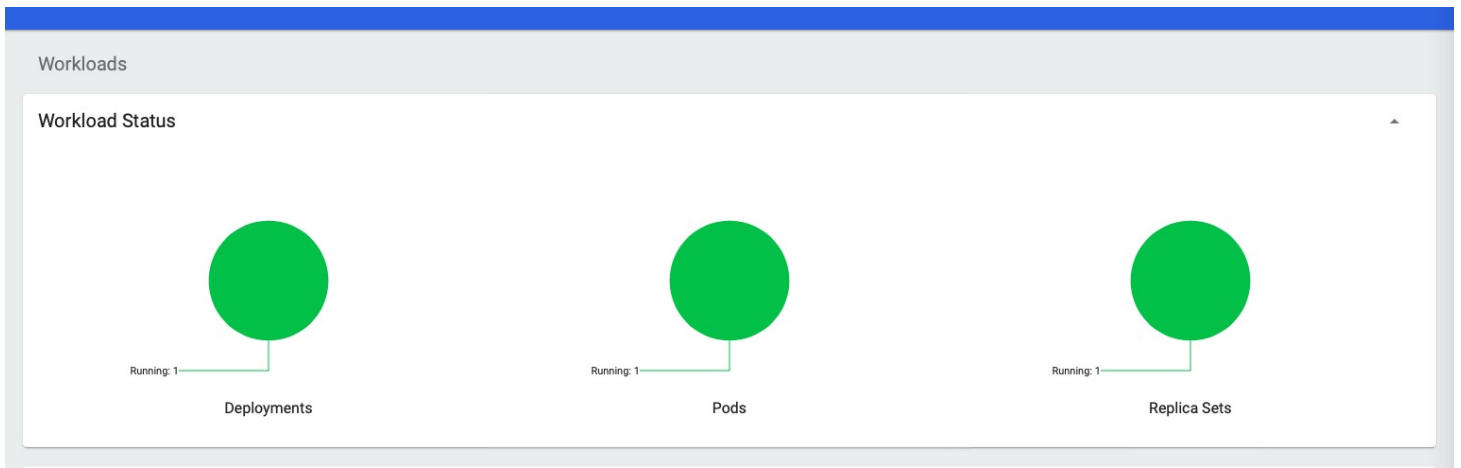 Workloads
Workload Status
Running: 1
Running: 1
Running: 1
Deployments
Pods
Replica Sets